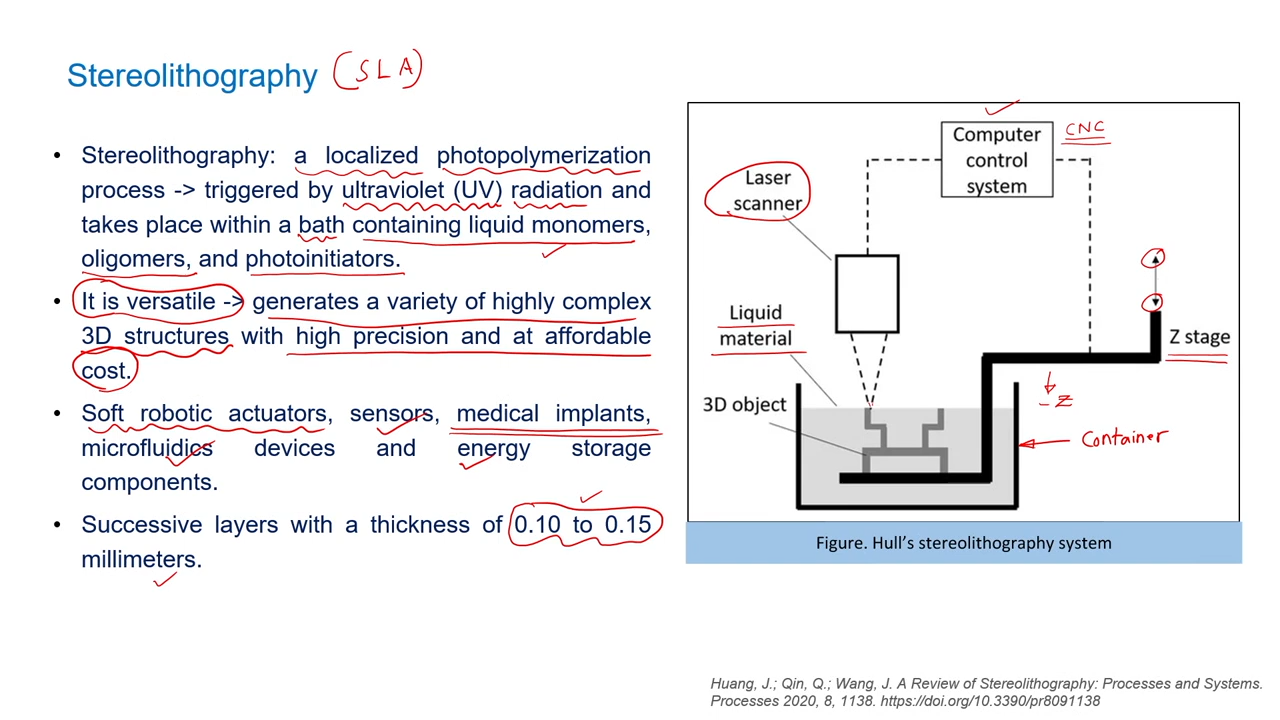 Stereolithography (SLA)
• Stereolithography: a localized photopolymerization
process -> triggered by ultraviolet (UV) radiation and
takes place within a bath containing liquid monomers,
oligomers, and photoinitiators.
• It is versatile -> generates a variety of highly complex
3D structures with high precision and at affordable
cost.
• Soft robotic actuators, sensors, medical implants,
microfluidics devices and energy storage
components.
• Successive layers with a thickness of 0.10 to 0.15
millimeters.
Computer
control
system
CNC
Laser
scanner
Liquid
material
Z stage
-Z
3D object
Container
Figure. Hull's stereolithography system
Huang, J.; Qin, Q.; Wang, J. A Review of Stereolithography: Processes and Systems.
Processes 2020, 8, 1138. https://doi.org/10.3390/pr8091138